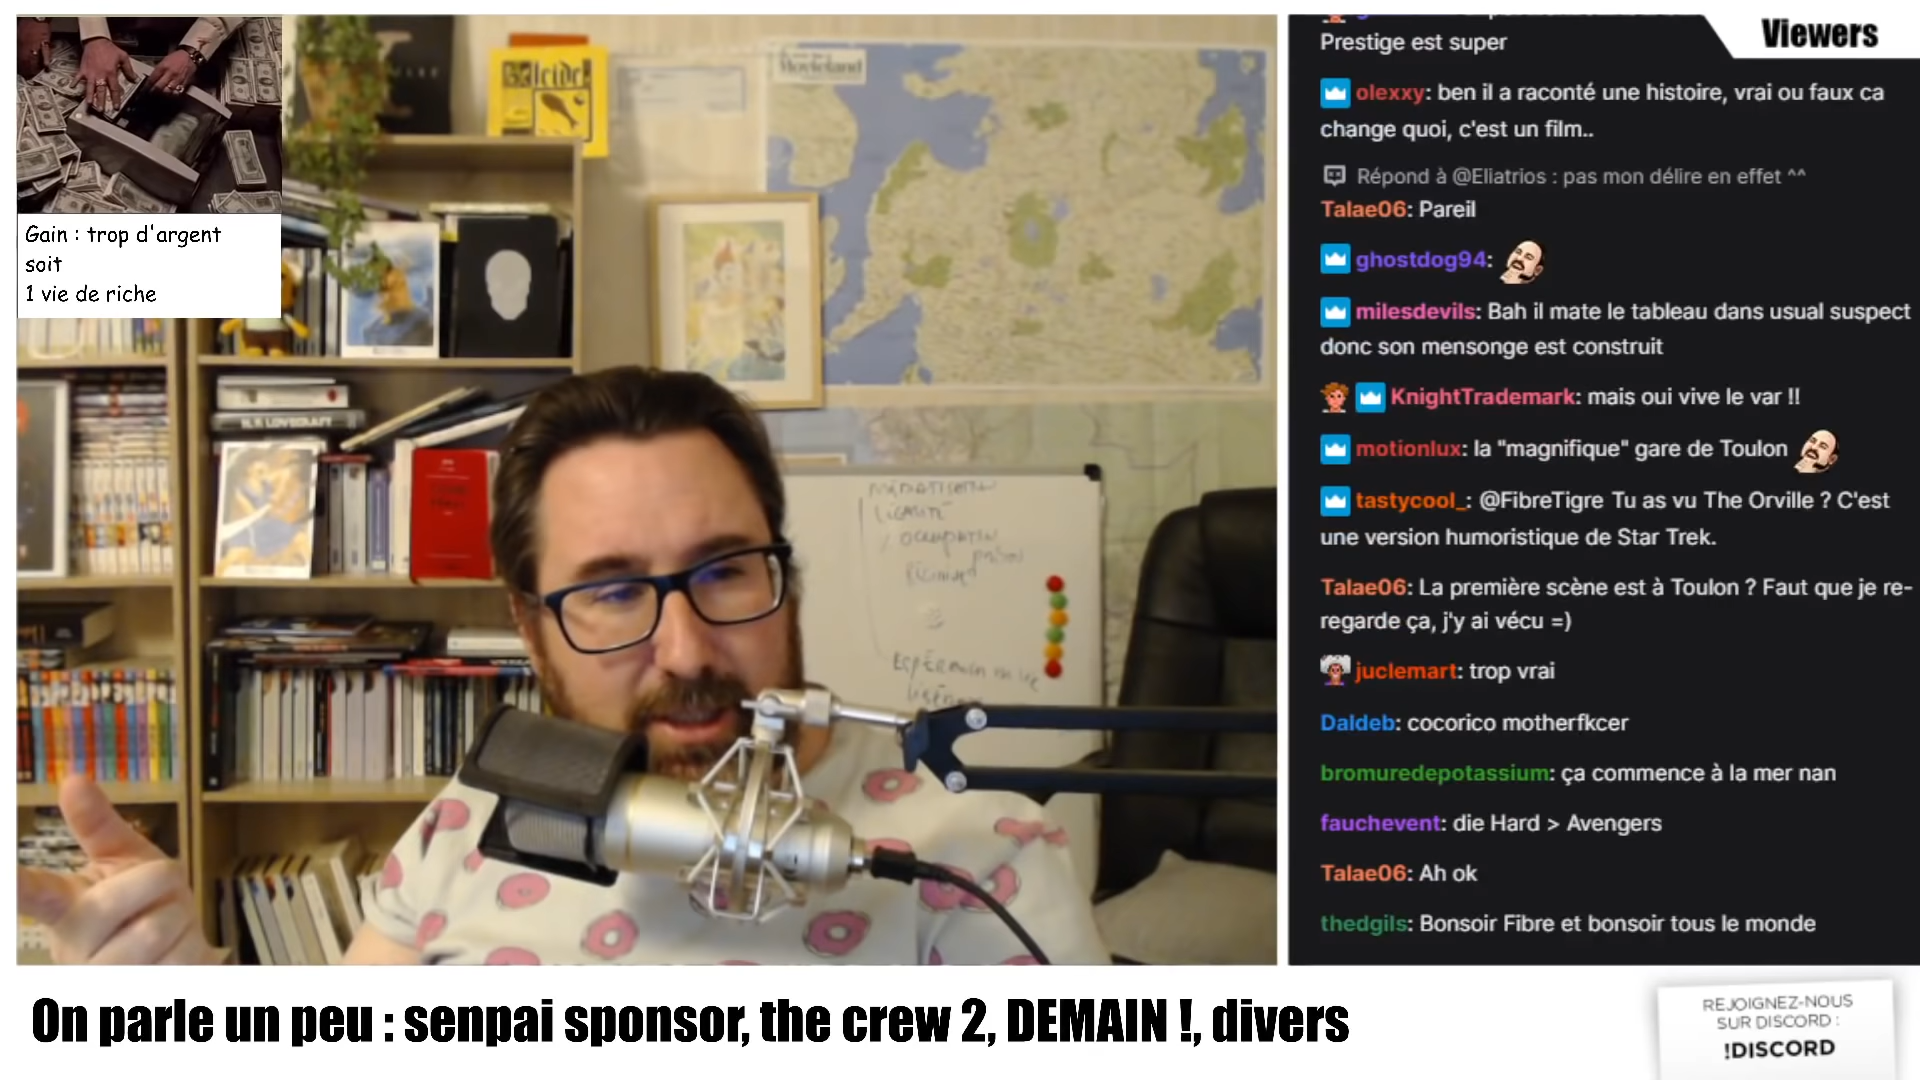 Gain : trop d'argent
soit
1 vie de riche
Movieland
H.P. LOVECRAFT
Viewers
Prestige est super
olexxy: ben il a raconté une histoire, vrai ou faux ca
change quoi, c'est un film..
Répond à @Eliatrios : pas mon délire en effet ^^
Talae06: Pareil
ghostdog94:
milesdevils: Bah il mate le tableau dans usual suspect
donc son mensonge est construit
KnightTrademark: mais oui vive le var !!
motionlux: la "magnifique" gare de Toulon
tastycool_: @FibreTigre Tu as vu The Orville ? C'est
une version humoristique de Star Trek.
Talae06: La première scène est à Toulon ? Faut que je re-
regarde ça, j'y ai vécu =)
juclemart: trop vrai
Daldeb: cocorico motherfkcer
bromuredepotassium: ça commence à la mer nan
fauchevent: die Hard > Avengers
Talae06: Ah ok
thedgils: Bonsoir Fibre et bonsoir tous le monde
On parle un peu : senpai sponsor, the crew 2, DEMAIN !, divers
REJOIGNEZ-NOUS
SUR DISCORD :
!DISCORD